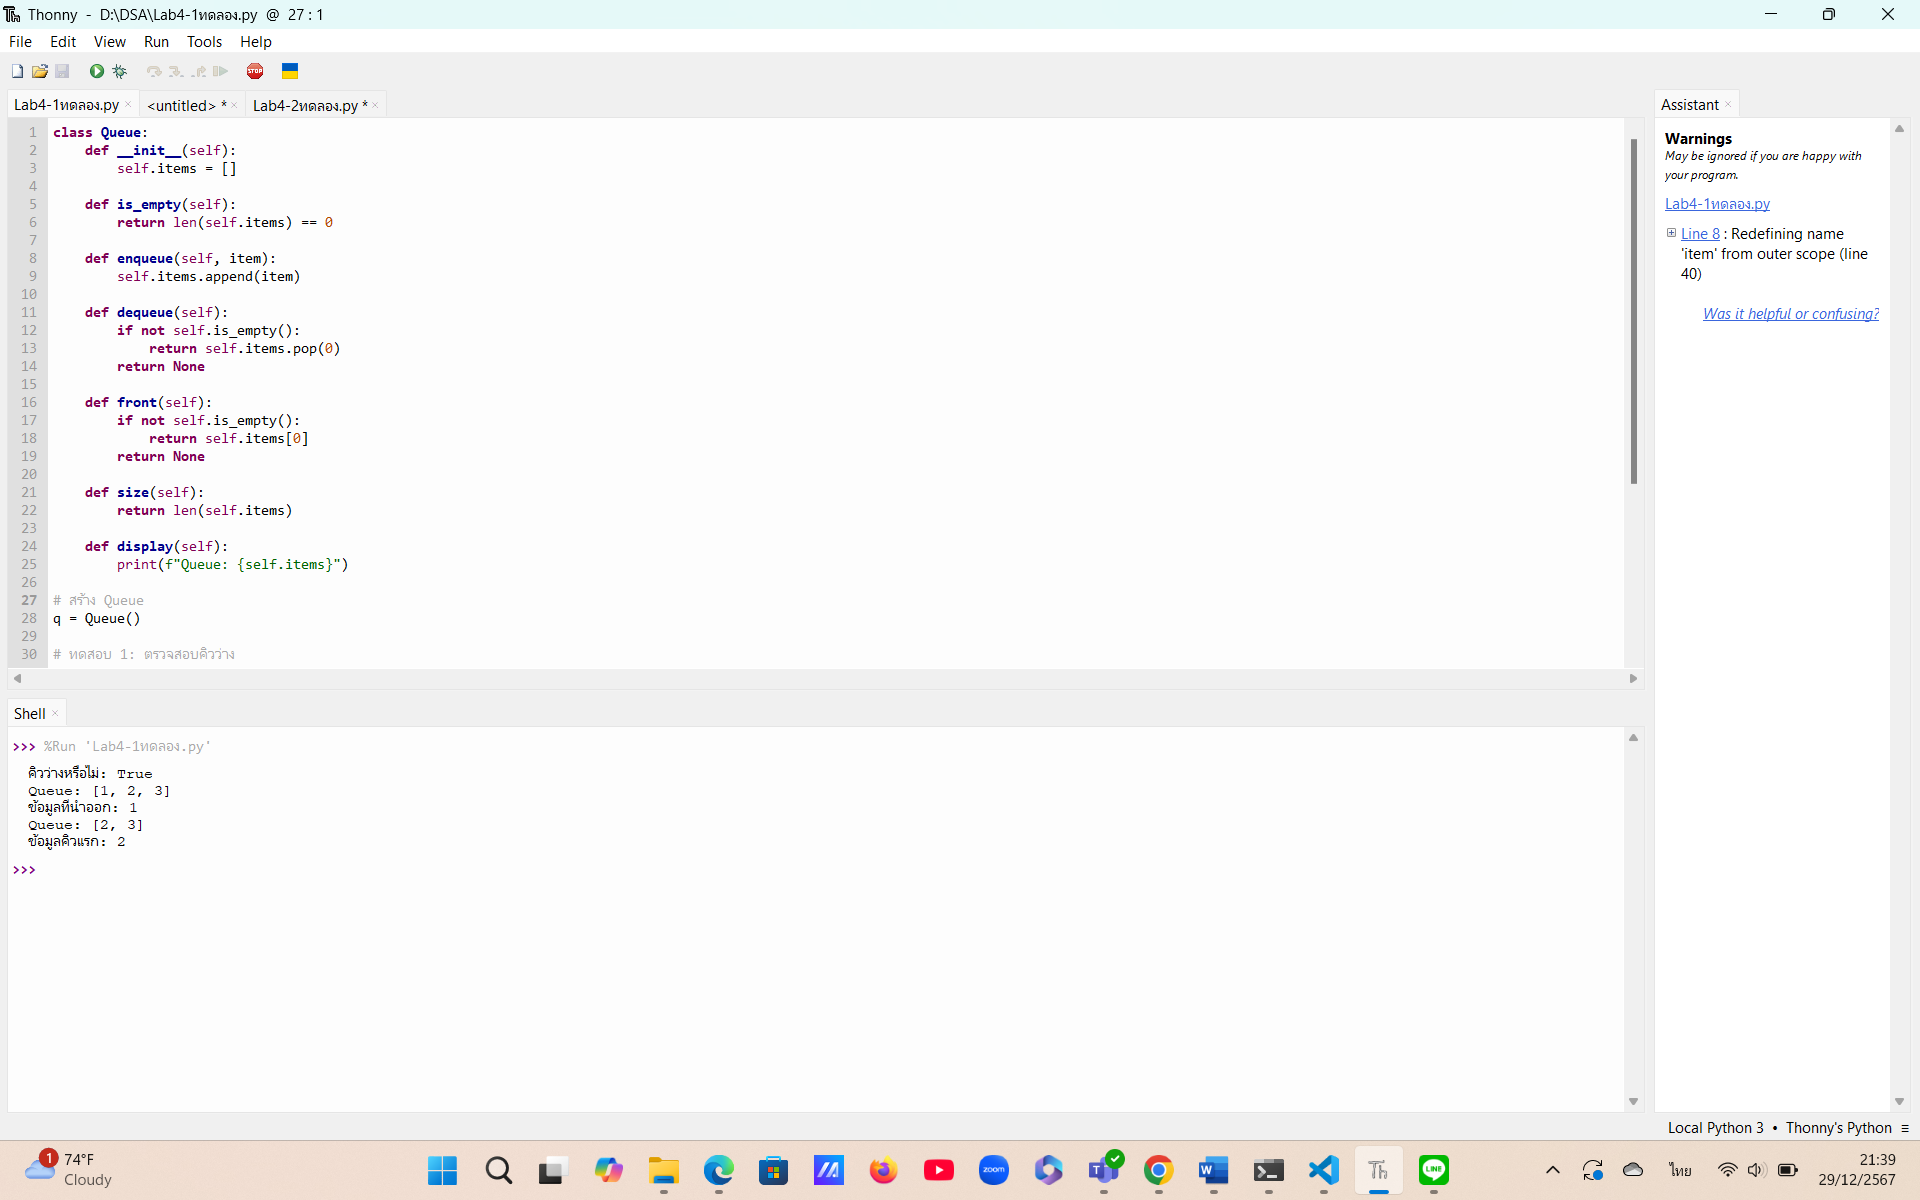 Thonny - D:\DSA\Lab4-1ทดลอง.py @ 27 : 1
File Edit View Run Tools Help
Lab4-1ทดลอง.py × <untitled> * × Lab4-2ทดลอง.py * ×
1 class Queue:
2     def __init__(self):
3         self.items = []
4
5     def is_empty(self):
6         return len(self.items) == 0
7
8     def enqueue(self, item):
9         self.items.append(item)
10
11     def dequeue(self):
12         if not self.is_empty():
13             return self.items.pop(0)
14         return None
15
16     def front(self):
17         if not self.is_empty():
18             return self.items[0]
19         return None
20
21     def size(self):
22         return len(self.items)
23
24     def display(self):
25         print(f"Queue: {self.items}")
26
27 # สร้าง Queue
28 q = Queue()
29
30 # ทดสอบ 1: ตรวจสอบคิวว่าง
Shell ×
>>> %Run 'Lab4-1ทดลอง.py'
คิวว่างหรือไม่: True
Queue: [1, 2, 3]
ข้อมูลที่นำออก: 1
Queue: [2, 3]
ข้อมูลคิวแรก: 2
>>>
Assistant ×
Warnings
May be ignored if you are happy with
your program.
Lab4-1ทดลอง.py
Line 8 : Redefining name
'item' from outer scope (line
40)
Was it helpful or confusing?
Local Python 3 • Thonny's Python ≡
1
74°F
Cloudy
zoom
LINE
ไทย
21:39
29/12/2567